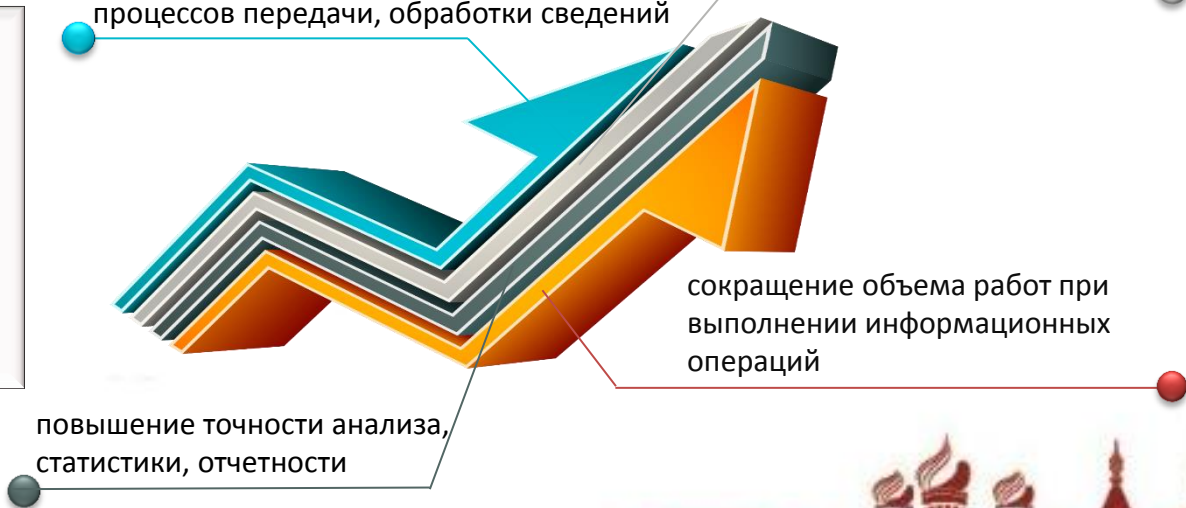 процессов передачи, обработки сведений
сокращение объема работ при
выполнении информационных
операций
повышение точности анализа,
статистики, отчетности